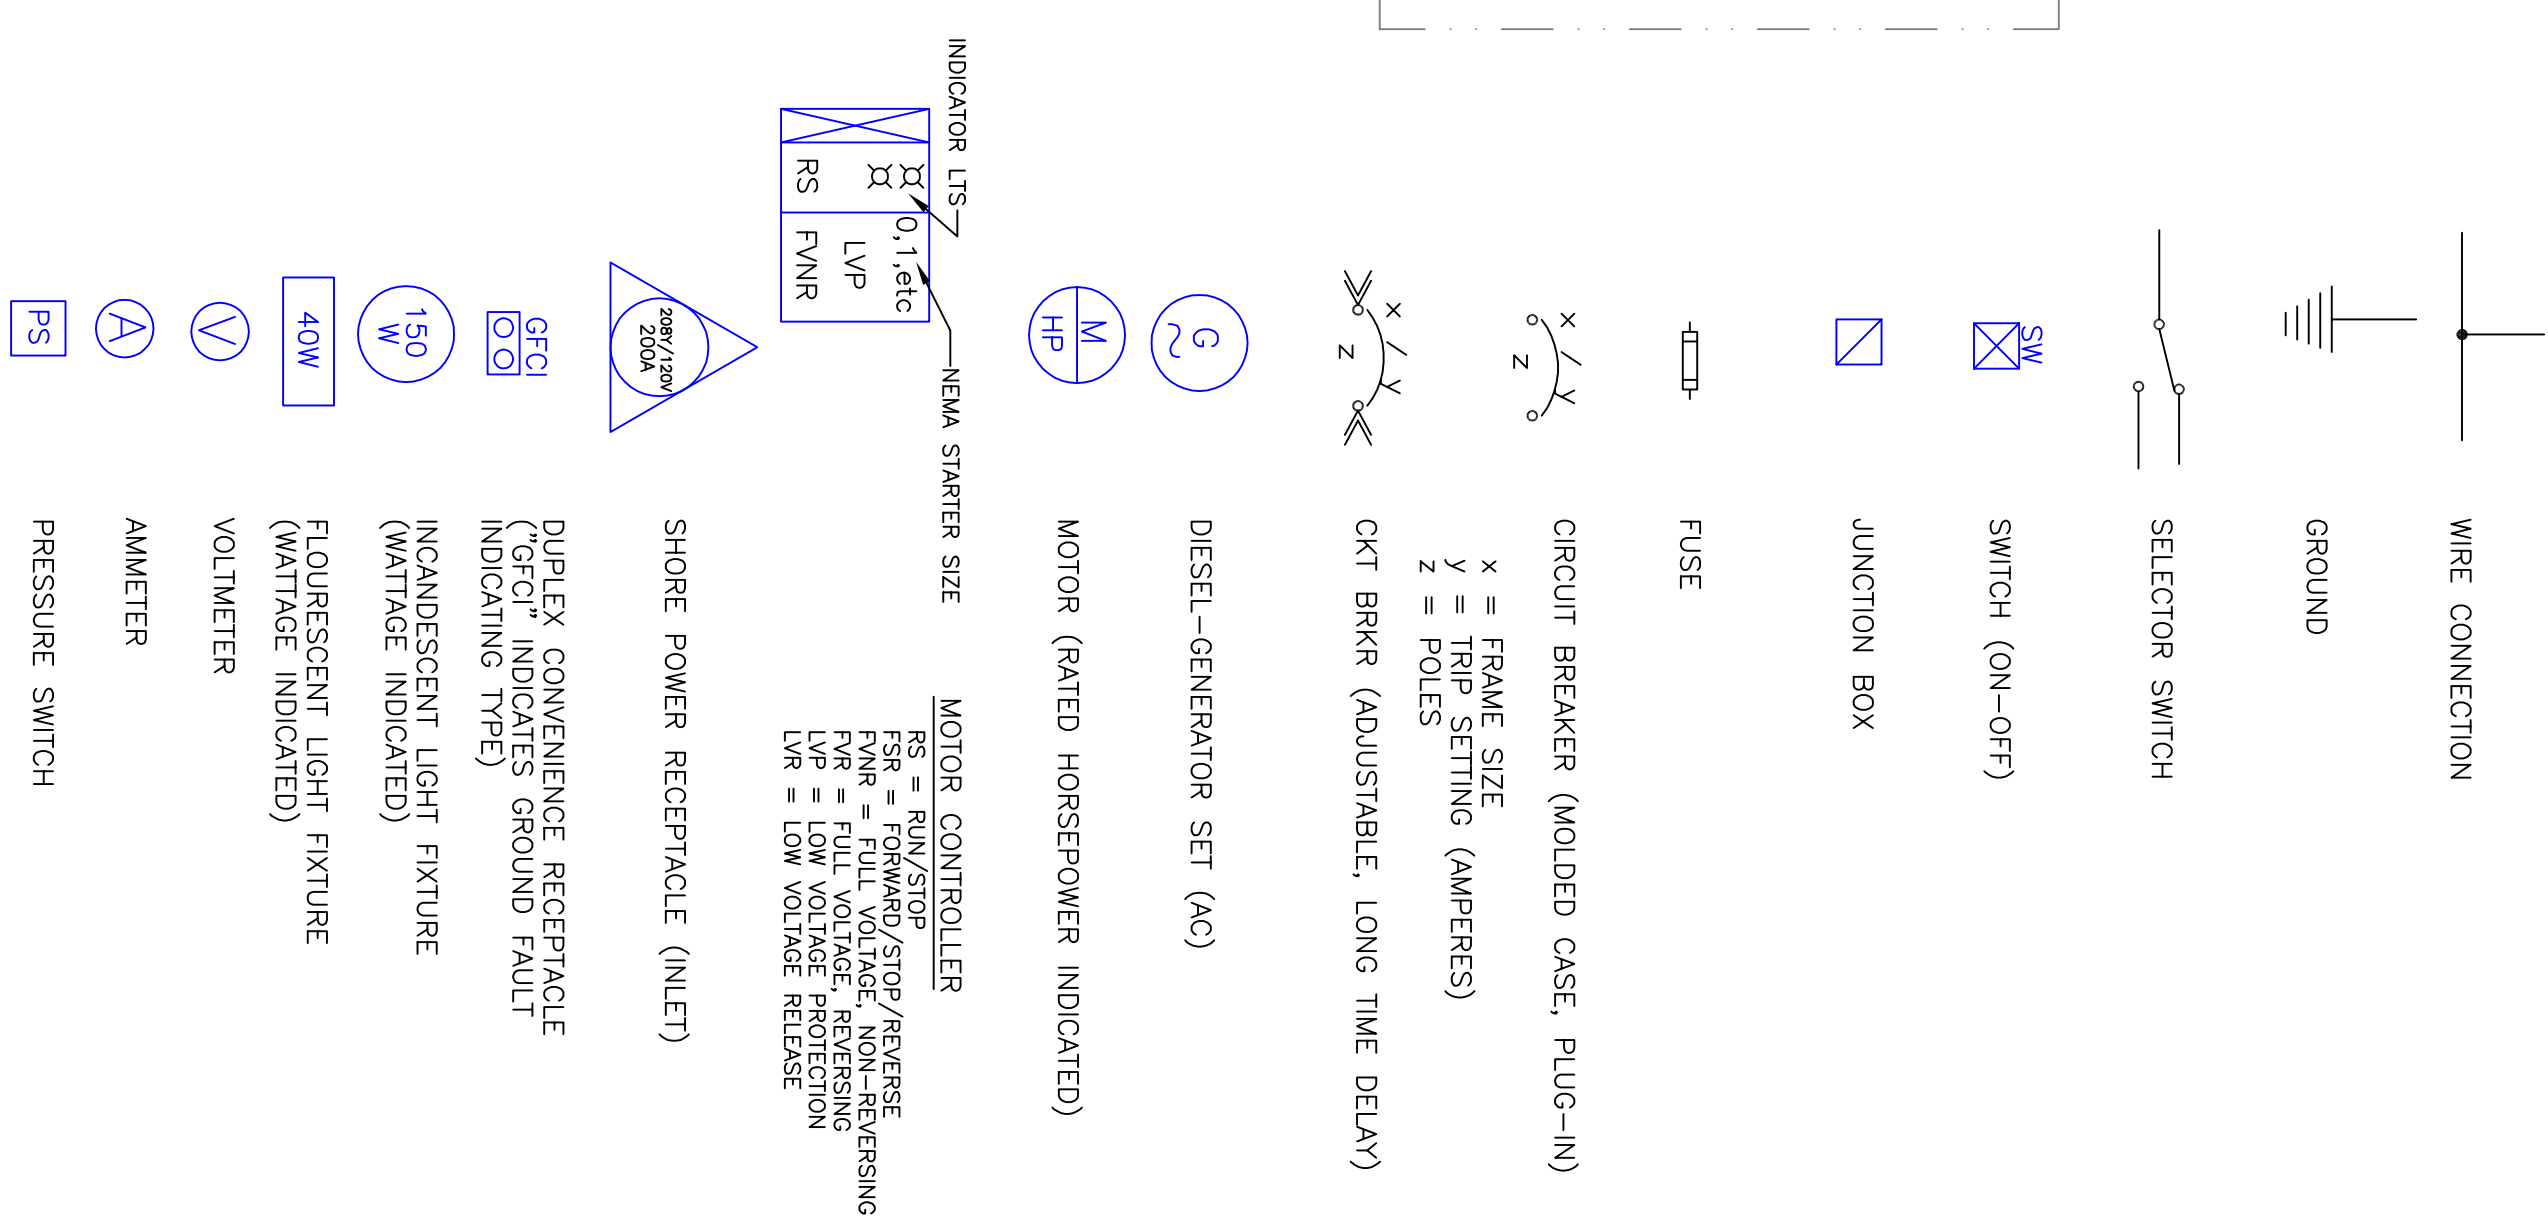 WIRE CONNECTION
GROUND
SELECTOR SWITCH
SW
SWITCH (ON-OFF)
JUNCTION BOX
FUSE
x / y
z
CIRCUIT BREAKER (MOLDED CASE, PLUG-IN)
x = FRAME SIZE
y = TRIP SETTING (AMPERES)
z = POLES
x / y
z
CKT BRKR (ADJUSTABLE, LONG TIME DELAY)
G
DIESEL-GENERATOR SET (AC)
M
HP
MOTOR (RATED HORSEPOWER INDICATED)
INDICATOR LTS
NEMA STARTER SIZE
0,1,etc
LVP
RS
FVNR
MOTOR CONTROLLER
RS = RUN/STOP
FSR = FORWARD/STOP/REVERSE
FVNR = FULL VOLTAGE, NON-REVERSING
FVR = FULL VOLTAGE, REVERSING
LVP = LOW VOLTAGE PROTECTION
LVR = LOW VOLTAGE RELEASE
208Y/120V
200A
SHORE POWER RECEPTACLE (INLET)
GFCI
DUPLEX CONVENIENCE RECEPTACLE
("GFCI" INDICATES GROUND FAULT
INDICATING TYPE)
150
W
INCANDESCENT LIGHT FIXTURE
(WATTAGE INDICATED)
40W
FLOURESCENT LIGHT FIXTURE
(WATTAGE INDICATED)
V
VOLTMETER
A
AMMETER
PS
PRESSURE SWITCH